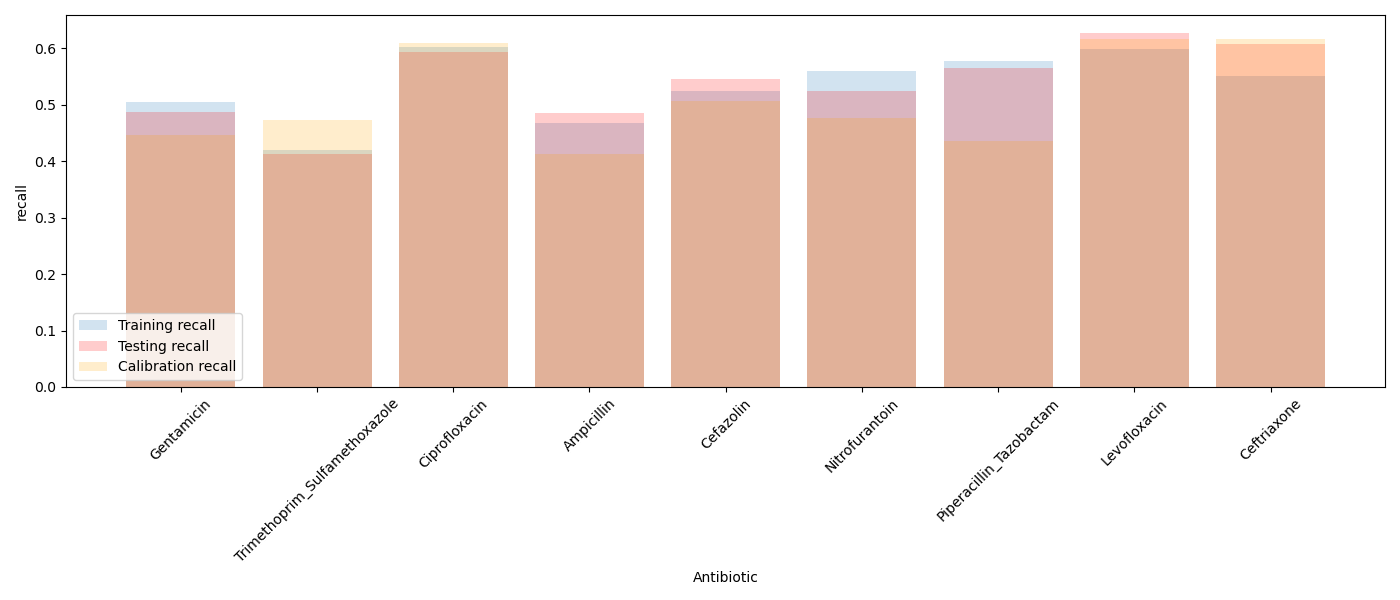 recall
0.6
0.5
0.4
0.3
0.2
0.1
0.0
Training recall
Testing recall
Calibration recall
Gentamicin
Trimethoprim_Sulfamethoxazole
Ciprofloxacin
Ampicillin
Cefazolin
Nitrofurantoin
Piperacillin_Tazobactam
Levofloxacin
Ceftriaxone
Antibiotic